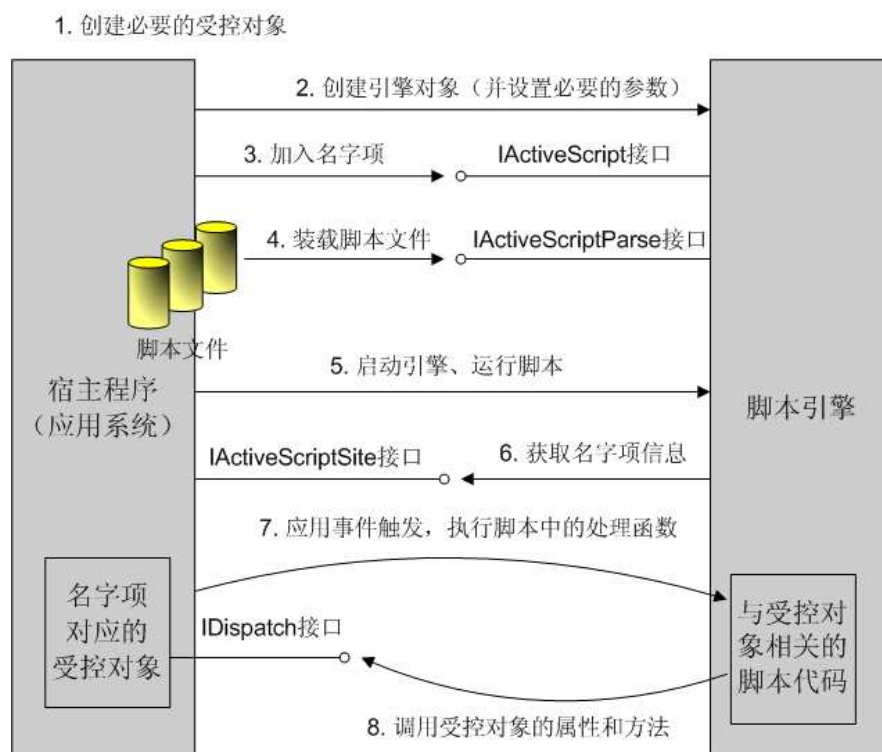 1. 创建必要的受控对象
2. 创建引擎对象（并设置必要的参数）
3. 加入名字项
IActiveScript接口
4. 装载脚本文件
IActiveScriptParse接口
脚本文件
5. 启动引擎、运行脚本
宿主程序
（应用系统）
脚本引擎
IActiveScriptSite接口
6. 获取名字项信息
7. 应用事件触发，执行脚本中的处理函数
名字项
对应的
受控对象
IDispatch接口
与受控对
象相关的
脚本代码
8. 调用受控对象的属性和方法